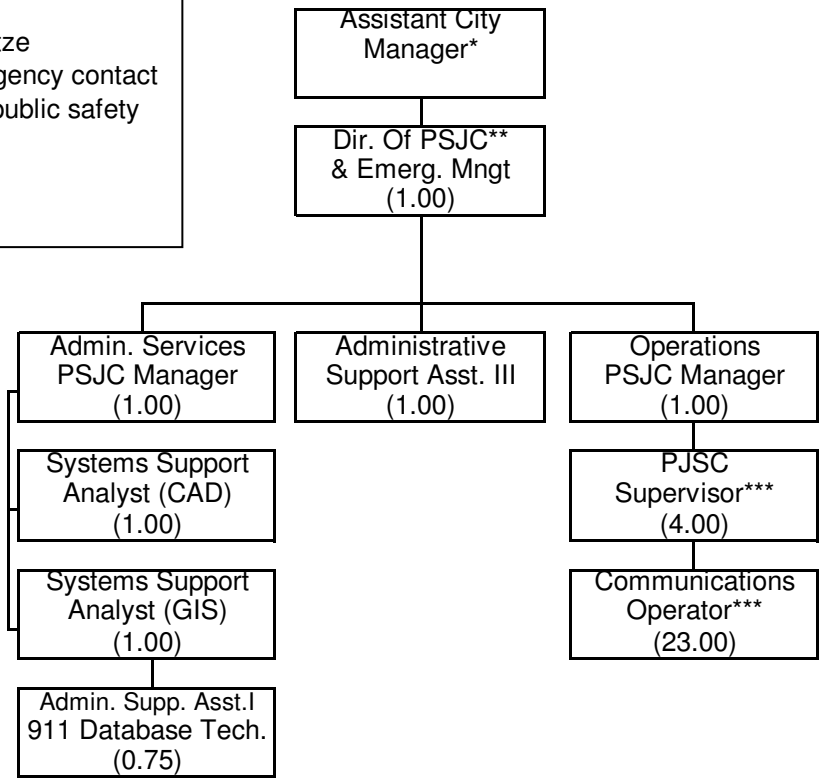 gency contact
public safety
Assistant City
Manager*
Dir. Of PSJC**
& Emerg. Mngt
(1.00)
Admin. Services
PSJC Manager
(1.00)
Systems Support
Analyst (CAD)
(1.00)
Systems Support
Analyst (GIS)
(1.00)
Admin. Supp. Asst.I
911 Database Tech.
(0.75)
Administrative
Support Asst. III
(1.00)
Operations
PSJC Manager
(1.00)
PJSC
Supervisor***
(4.00)
Communications
Operator***
(23.00)